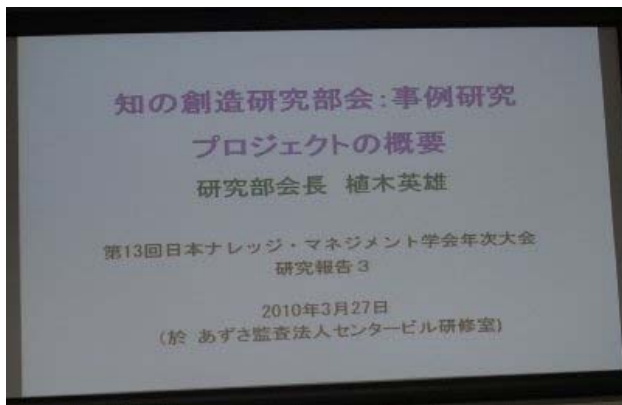 知の創造研究部会:事例研究
プロジェクトの概要
研究部会長 植木英雄
第13回日本ナレッジ・マネジメント学会年次大会
研究報告3
2010年3月27日
(於 あずさ監査法人センタービル研修室)